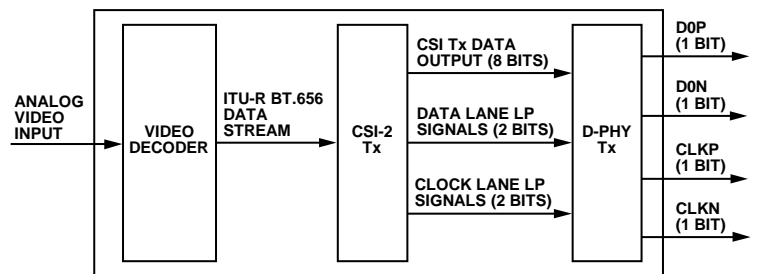 ANALOG
VIDEO
INPUT
VIDEO
DECODER
ITU-R BT.656
DATA
STREAM
CSI-2
Tx
CSI Tx DATA
OUTPUT (8 BITS)
DATA LANE LP
SIGNALS (2 BITS)
CLOCK LANE LP
SIGNALS (2 BITS)
D-PHY
Tx
D0P
(1 BIT)
D0N
(1 BIT)
CLKP
(1 BIT)
CLKN
(1 BIT)